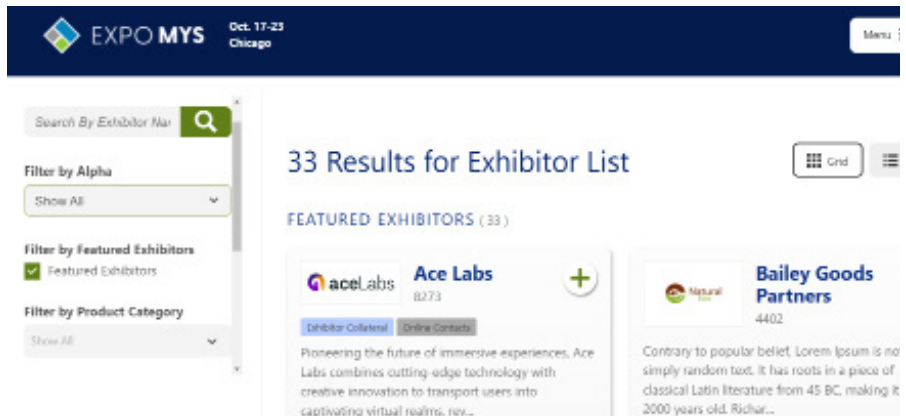 EXPO MYS
Oct. 17-23
Chicago
Menu
Search By Exhibitor Nar
Filter by Alpha
Show All
Filter by Featured Exhibitors
Featured Exhibitors
Filter by Product Category
Show All
33 Results for Exhibitor List
Grid
FEATURED EXHIBITORS (33)
aceLabs
Ace Labs
8273
Exhibitor Collateral
Online Contacts
Pioneering the future of immersive experiences, Ace
Labs combines cutting-edge technology with
creative innovation to transport users into
captivating virtual realms, rev...
Natural
Bailey Goods
Partners
4402
Contrary to popular belief, Lorem Ipsum is no
simply random text. It has roots in a piece of
classical Latin literature from 45 BC, making it
2000 years old. Richar...